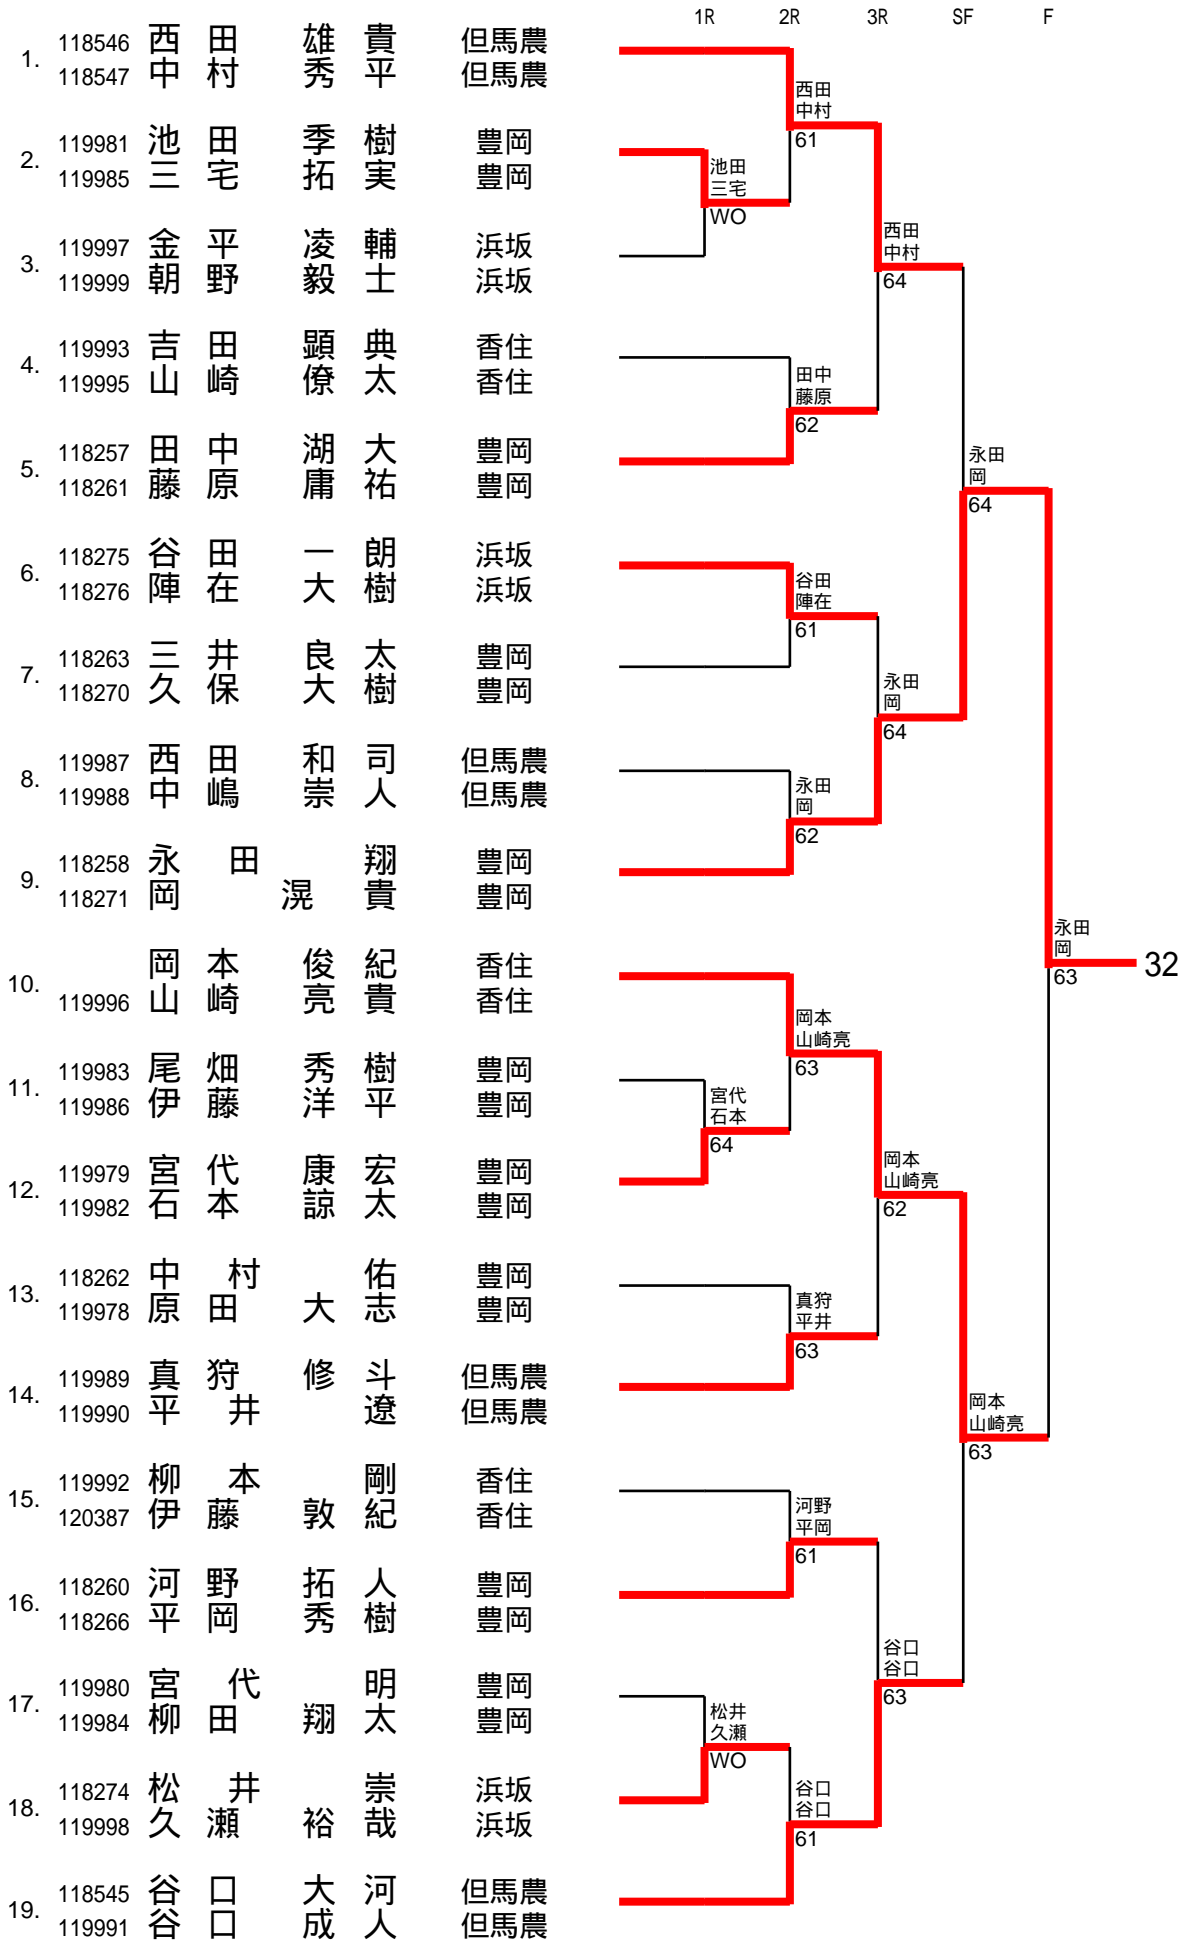 1R 2R 3R SF F
1. 118546 西田 雄貴 但馬農
118547 中村 秀平 但馬農
2. 119981 池田 季樹 豊岡
119985 三宅 拓実 豊岡
3. 119997 金平 凌輔 浜坂
119999 朝野 毅士 浜坂
4. 119993 吉田 顕典 香住
119995 山崎 僚太 香住
5. 118257 田中 湖大 豊岡
118261 藤原 庸祐 豊岡
6. 118275 谷田 一朗 浜坂
118276 陣在 大樹 浜坂
7. 118263 三井 良太 豊岡
118270 久保 大樹 豊岡
8. 119987 西田 和司 但馬農
119988 中嶋 崇人 但馬農
9. 118258 永田 翔 豊岡
118271 岡 滉貴 豊岡
10. 岡本 俊紀 香住
119996 山崎 亮貴 香住
11. 119983 尾畑 秀樹 豊岡
119986 伊藤 洋平 豊岡
12. 119979 宮代 康宏 豊岡
119982 石本 諒太 豊岡
13. 118262 中村 佑 豊岡
119978 原田 大志 豊岡
14. 119989 真狩 修斗 但馬農
119990 平井 遼 但馬農
15. 119992 柳本 剛 香住
120387 伊藤 敦紀 香住
16. 118260 河野 拓人 豊岡
118266 平岡 秀樹 豊岡
17. 119980 宮代 明 豊岡
119984 柳田 翔太 豊岡
18. 118274 松井 崇 浜坂
119998 久瀬 裕哉 浜坂
19. 118545 谷口 大河 但馬農
119991 谷口 成人 但馬農
池田
三宅
WO
宮代
石本
64
松井
久瀬
WO
西田
中村
61
田中
藤原
62
谷田
陣在
61
永田
岡
62
岡本
山崎亮
63
真狩
平井
63
河野
平岡
61
谷口
谷口
61
西田
中村
64
永田
岡
64
岡本
山崎亮
62
谷口
谷口
63
永田
岡
64
岡本
山崎亮
63
永田
岡
63
32